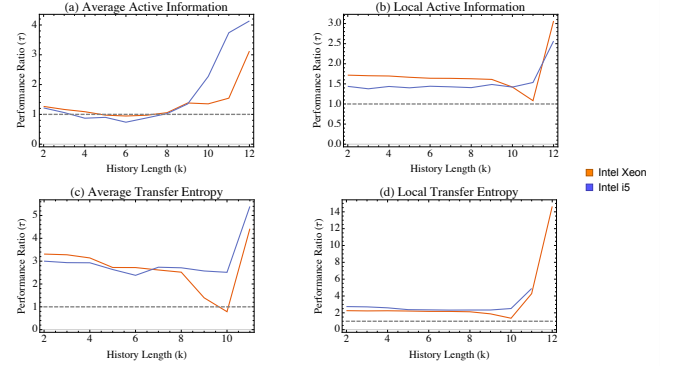 (a) Average Active Information
Performance Ratio (τ)
4
3
2
1
0
2 4 6 8 10 12
History Length (k)
(b) Local Active Information
Performance Ratio (τ)
3.0
2.5
2.0
1.5
1.0
0.5
0.0
2 4 6 8 10 12
History Length (k)
(c) Average Transfer Entropy
Performance Ratio (τ)
5
4
3
2
1
0
2 4 6 8 10
History Length (k)
(d) Local Transfer Entropy
Performance Ratio (τ)
14
12
10
8
6
4
2
0
2 4 6 8 10 12
History Length (k)
Intel Xeon
Intel i5